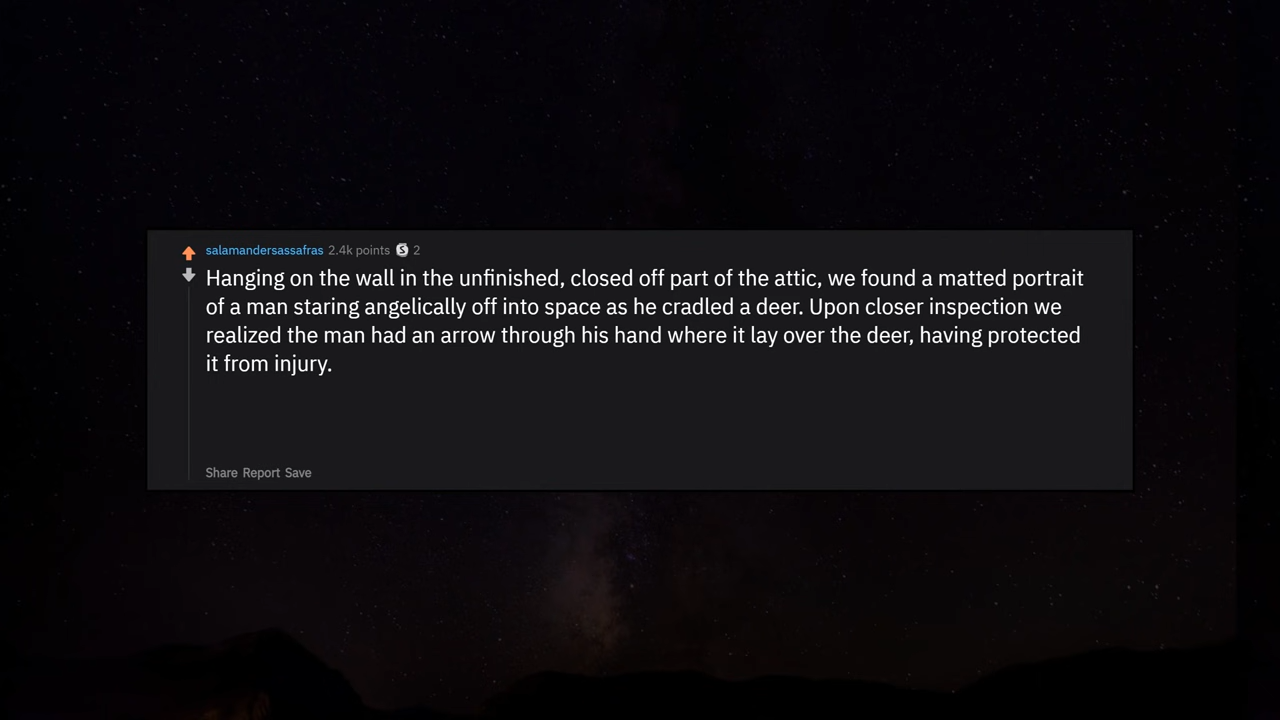 salamandersassafras 2.4k points S 2
Hanging on the wall in the unfinished, closed off part of the attic, we found a matted portrait
of a man staring angelically off into space as he cradled a deer. Upon closer inspection we
realized the man had an arrow through his hand where it lay over the deer, having protected
it from injury.
Share Report Save